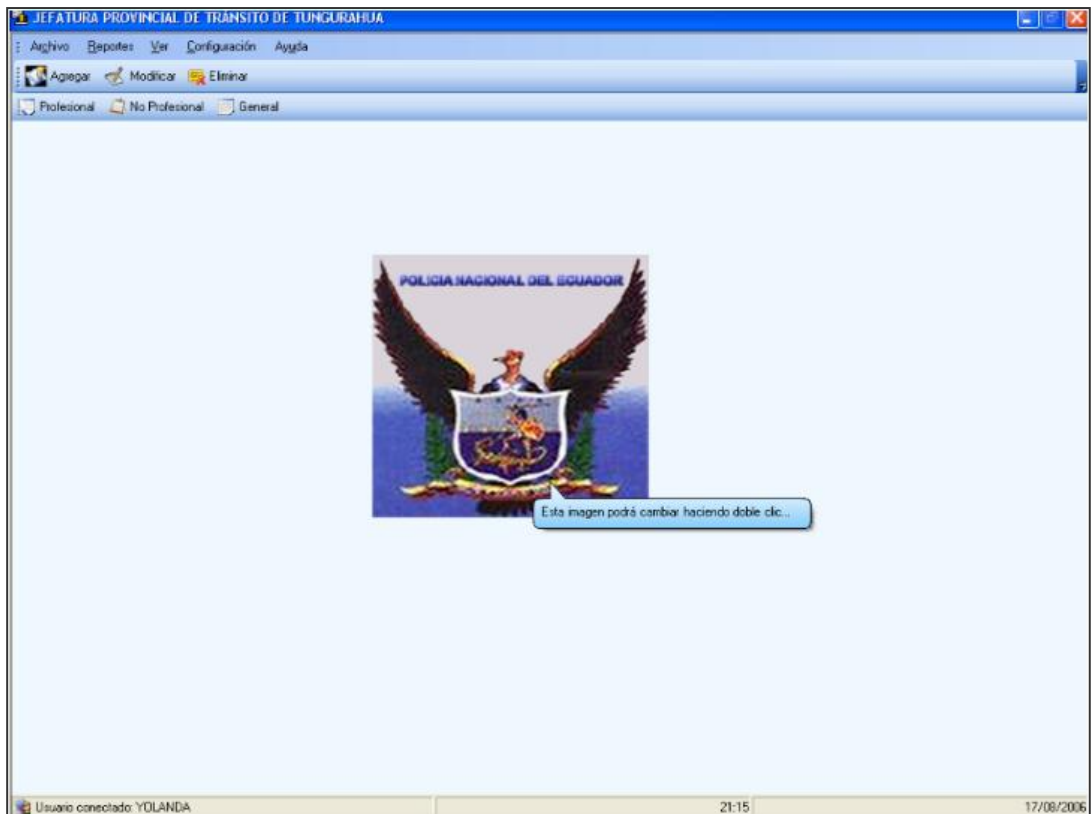 JEFATURA PROVINCIAL DE TRÁNSITO DE TUNGURAHUA
Archivo Reportes Ver Configuración Ayuda
Agregar Modificar Eliminar
Profesional No Profesional General
POLICIA NACIONAL DEL ECUADOR
Esta imagen podrá cambiar haciendo doble clic...
Usuario conectado: YOLANDA 21:15 17/08/2006